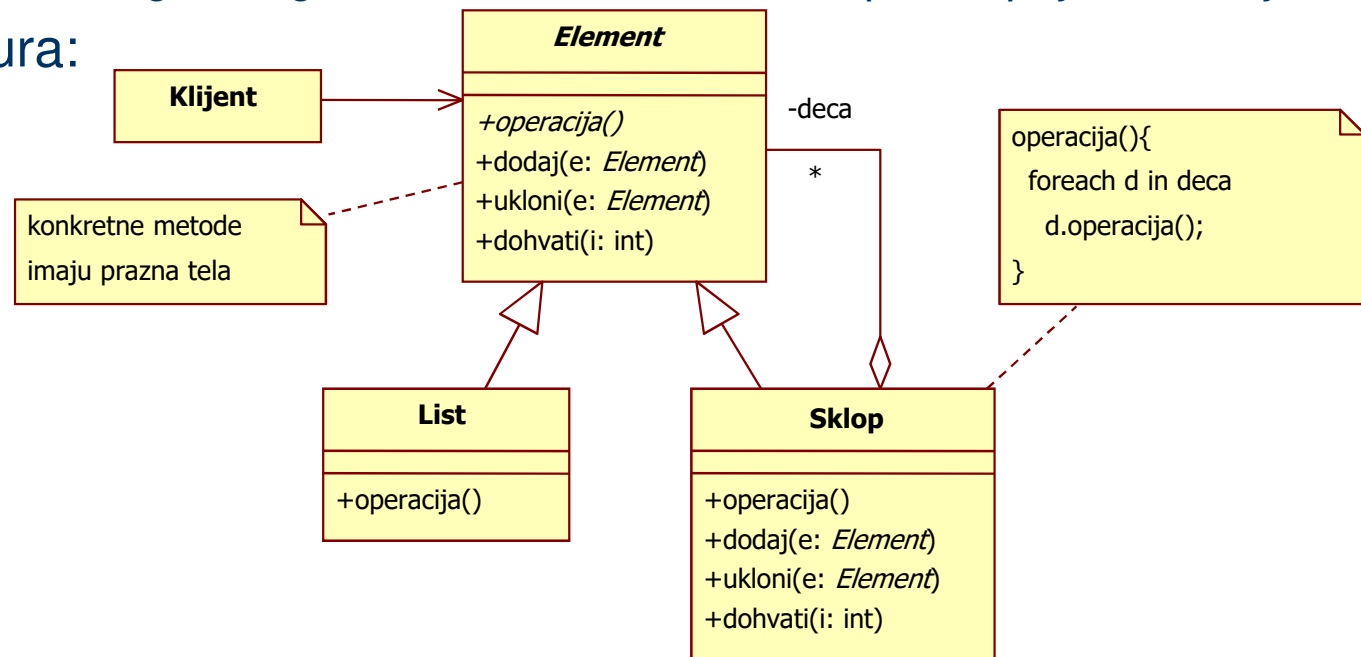 ura:
Element
Klijent
+operacija()
+dodaj(e: Element)
+ukloni(e: Element)
+dohvati(i: int)
-deca
*
operacija(){
foreach d in deca
d.operacija();
}
konkretne metode
imaju prazna tela
List
+operacija()
Sklop
+operacija()
+dodaj(e: Element)
+ukloni(e: Element)
+dohvati(i: int)